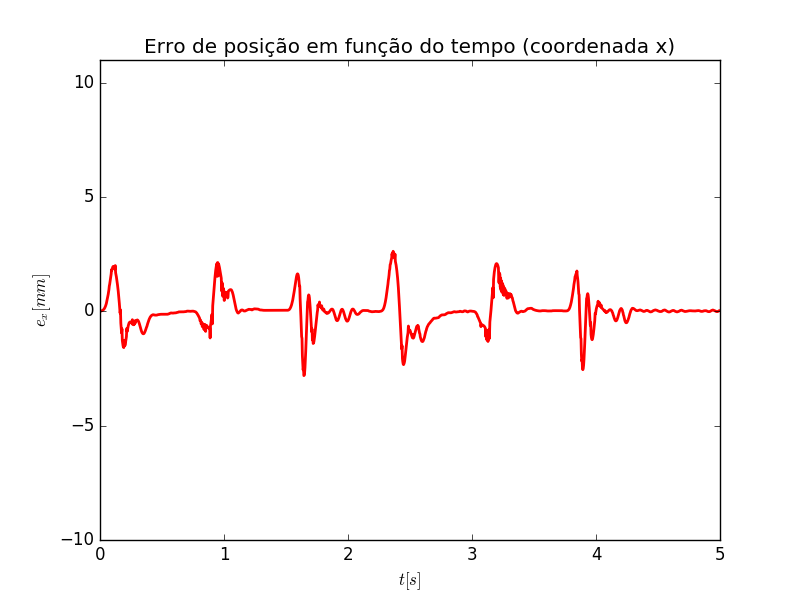 Erro de posição em função do tempo (coordenada x)
10
5
0
−5
−10
e_x[mm]
0 1 2 3 4 5
t[s]